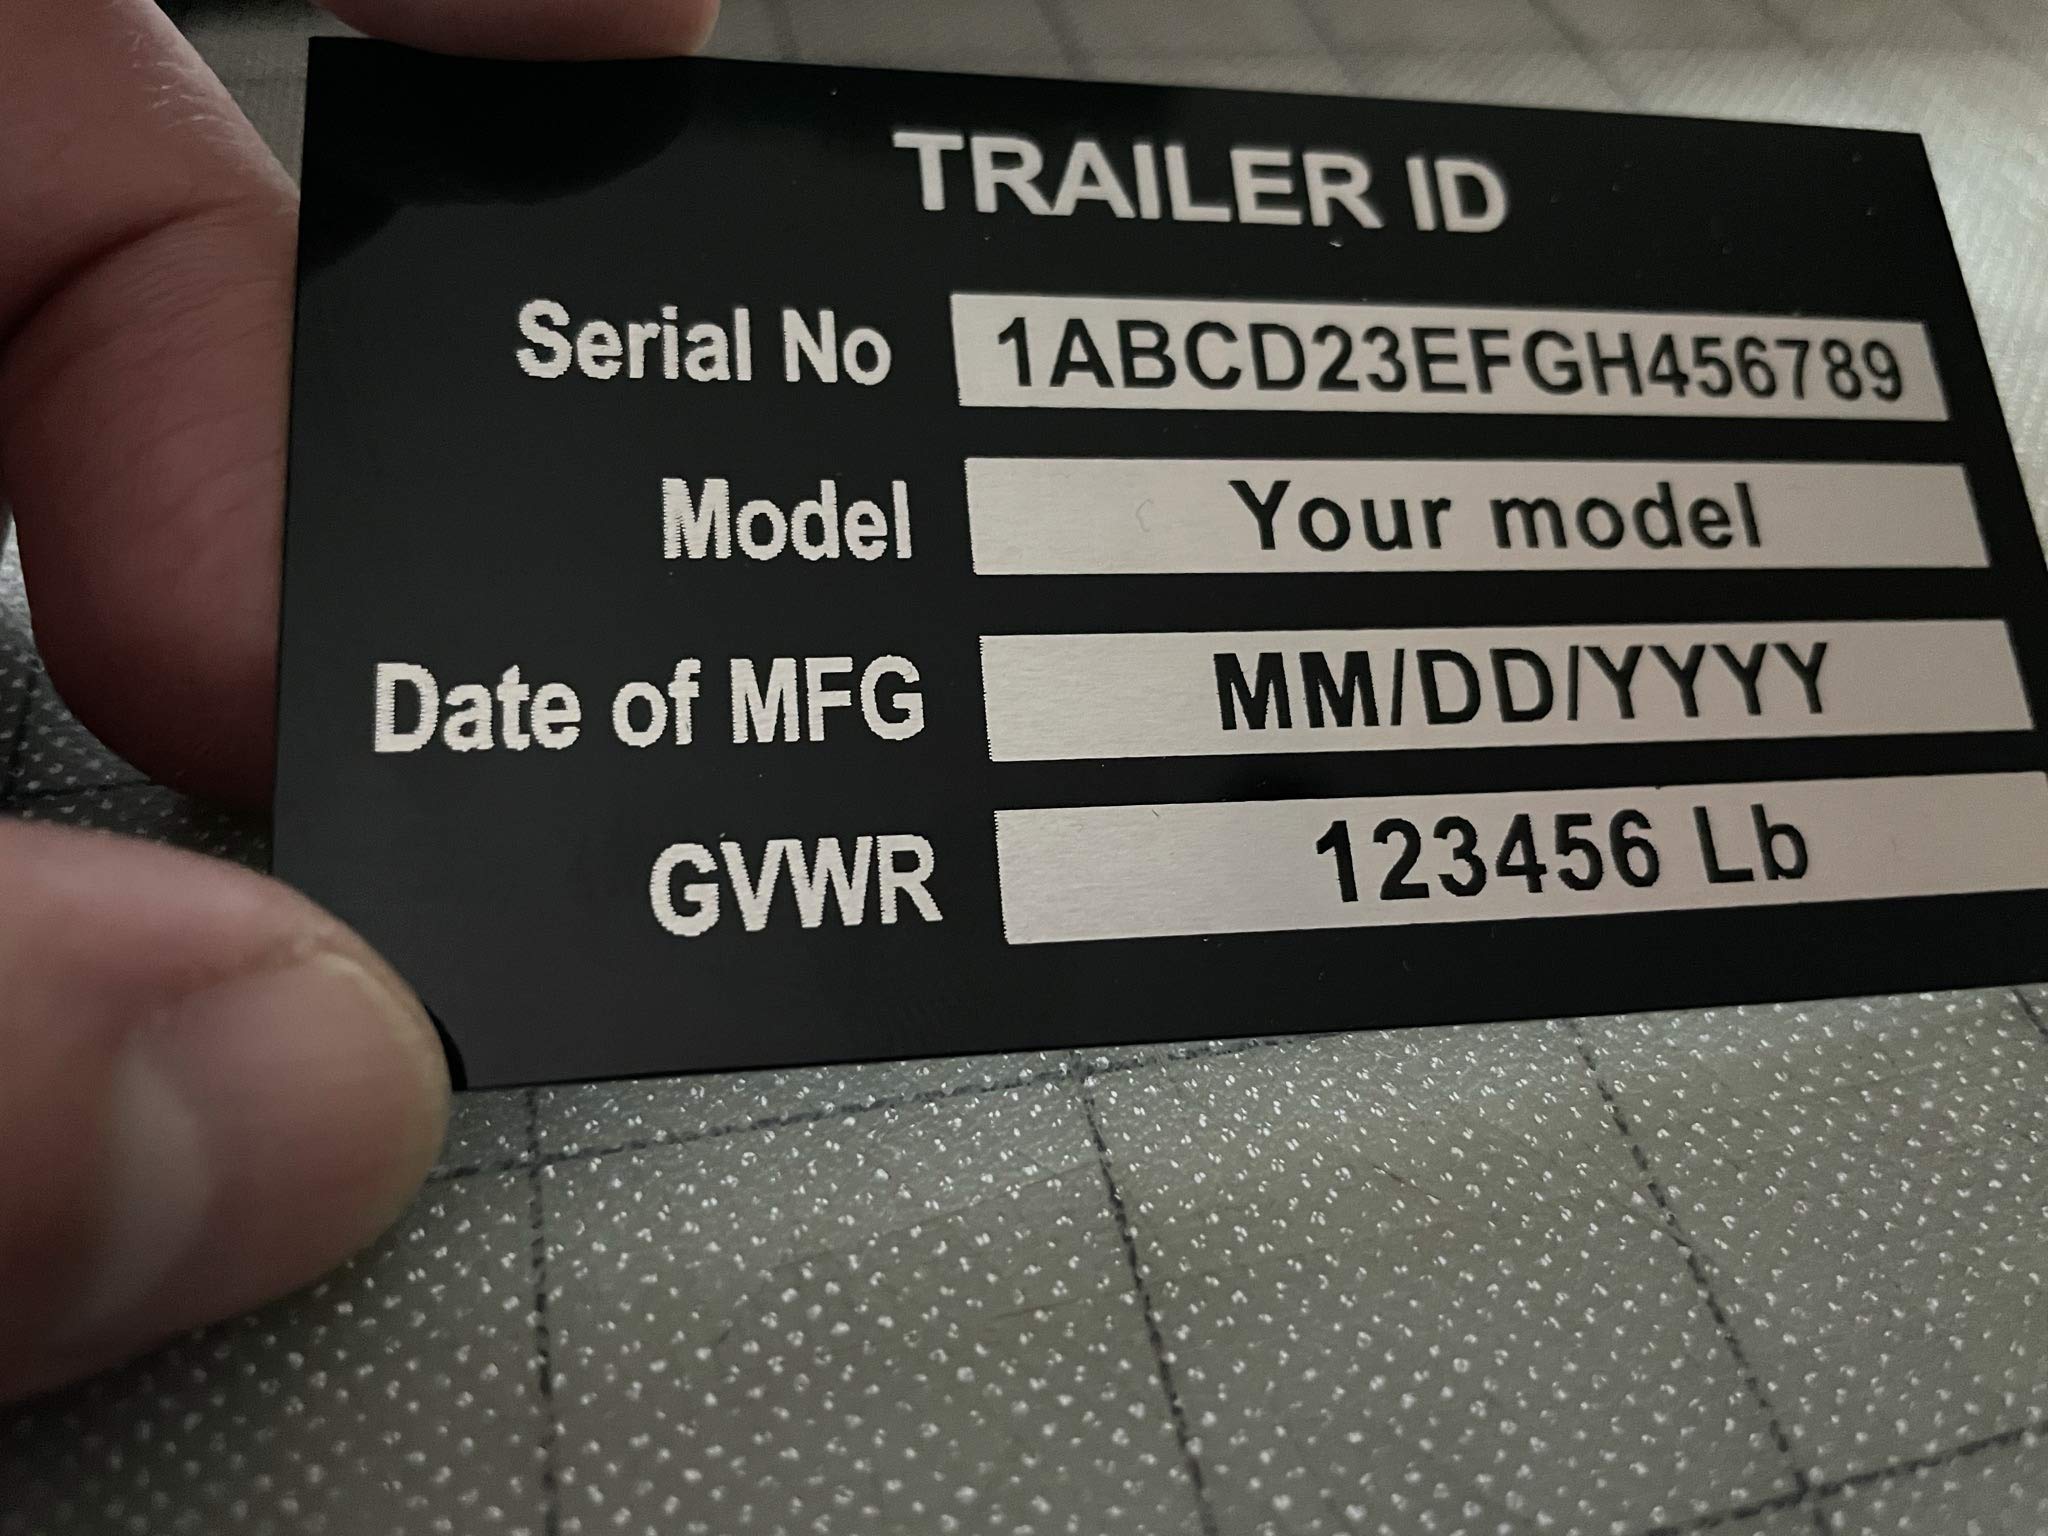 TRAILER ID
Serial No 1ABCD23EFGH456789
Model Your model
Date of MFG MM/DD/YYYY
GVWR 123456 Lb